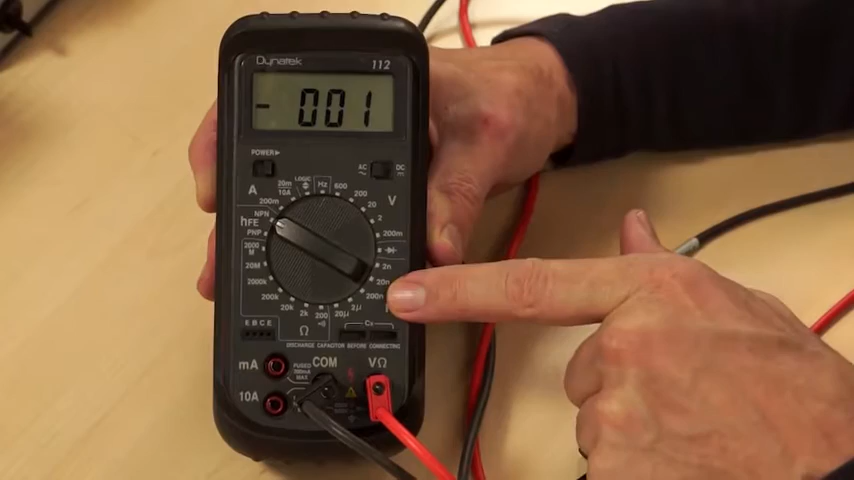 Dynatek 112
- 001
POWER▶
AC DC
A 20m 10A LOGIC Hz 600 200 V
200m 20
NPN 2
hFE 200m
PNP
2000 M 2n
20M 20n
2000k 200n
200k 2µ
20k 20µ
2k 200
Ω
E B C E Cx
DISCHARGE CAPACITOR BEFORE CONNECTING
mA FUSED MAX COM VΩ
10A